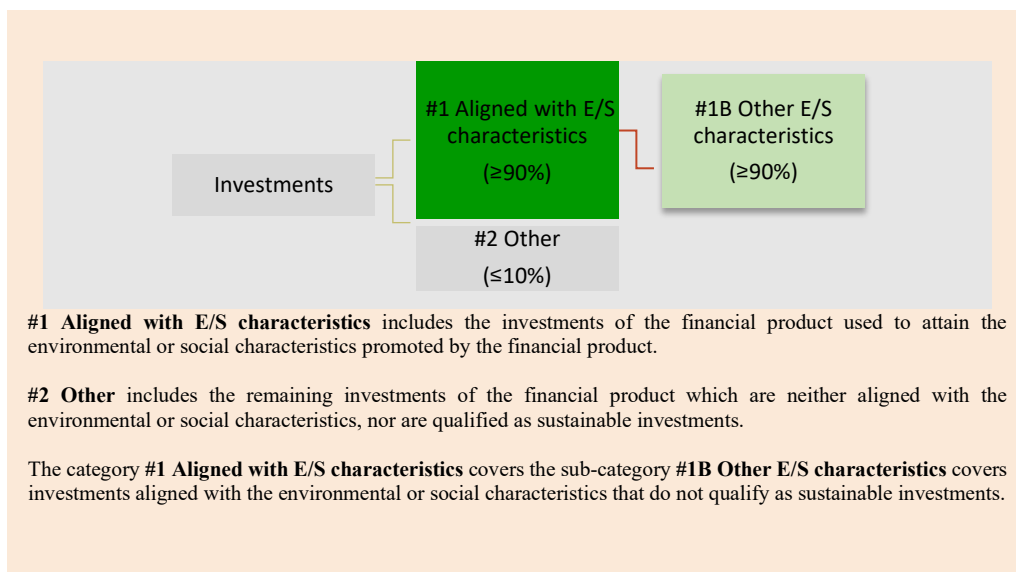 #1 Aligned with E/S
characteristics
(≥90%)
#1B Other E/S
characteristics
(≥90%)
Investments
#2 Other
(≤10%)
#1 Aligned with E/S characteristics includes the investments of the financial product used to attain the
environmental or social characteristics promoted by the financial product.
#2 Other includes the remaining investments of the financial product which are neither aligned with the
environmental or social characteristics, nor are qualified as sustainable investments.
The category #1 Aligned with E/S characteristics covers the sub-category #1B Other E/S characteristics covers
investments aligned with the environmental or social characteristics that do not qualify as sustainable investments.